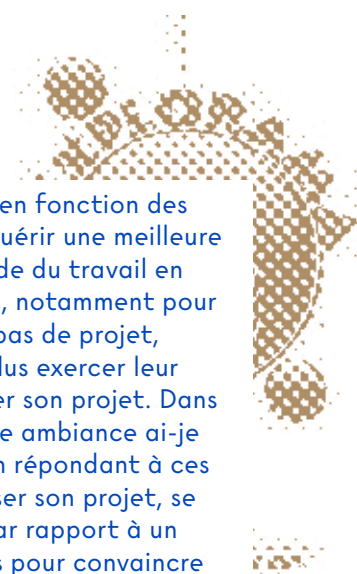 en fonction des
uérir une meilleure
de du travail en
, notamment pour
pas de projet,
lus exercer leur
er son projet. Dans
e ambiance ai-je
n répondant à ces
ser son projet, se
ar rapport à un
s pour convaincre